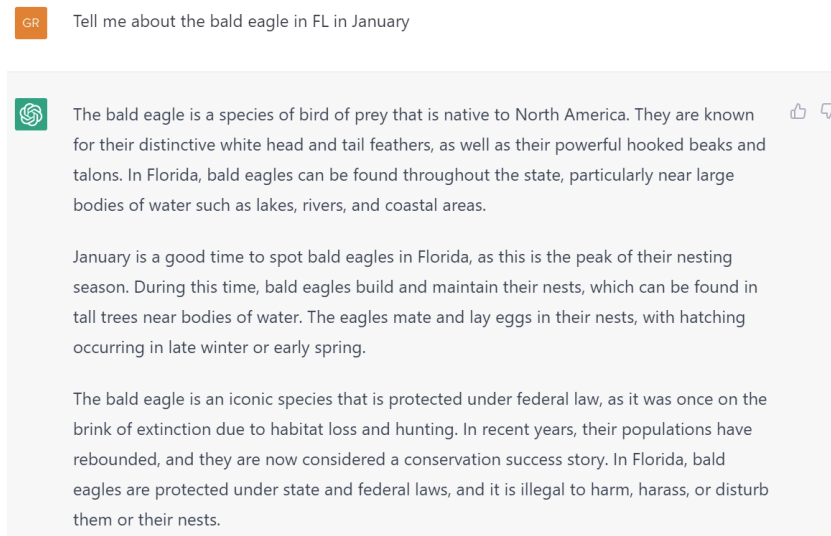 GR
Tell me about the bald eagle in FL in January
The bald eagle is a species of bird of prey that is native to North America. They are known
for their distinctive white head and tail feathers, as well as their powerful hooked beaks and
talons. In Florida, bald eagles can be found throughout the state, particularly near large
bodies of water such as lakes, rivers, and coastal areas.
January is a good time to spot bald eagles in Florida, as this is the peak of their nesting
season. During this time, bald eagles build and maintain their nests, which can be found in
tall trees near bodies of water. The eagles mate and lay eggs in their nests, with hatching
occurring in late winter or early spring.
The bald eagle is an iconic species that is protected under federal law, as it was once on the
brink of extinction due to habitat loss and hunting. In recent years, their populations have
rebounded, and they are now considered a conservation success story. In Florida, bald
eagles are protected under state and federal laws, and it is illegal to harm, harass, or disturb
them or their nests.